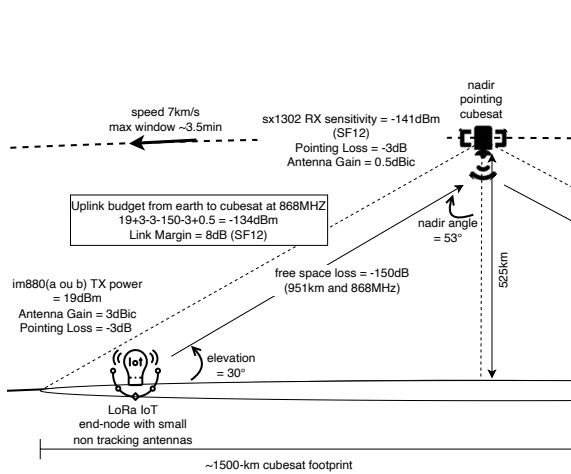 nadir
pointing
cubesat
speed 7km/s
max window ~3.5min
sx1302 RX sensitivity = -141dBm
(SF12)
Pointing Loss = -3dB
Antenna Gain = 0.5dBic
Uplink budget from earth to cubesat at 868MHZ
19+3-3-150-3+0.5 = -134dBm
Link Margin = 8dB (SF12)
nadir angle
= 53°
525km
free space loss = -150dB
(951km and 868MHz)
im880(a ou b) TX power
= 19dBm
Antenna Gain = 3dBic
Pointing Loss = -3dB
Iot
elevation
= 30°
LoRa IoT
end-node with small
non tracking antennas
~1500-km cubesat footprint